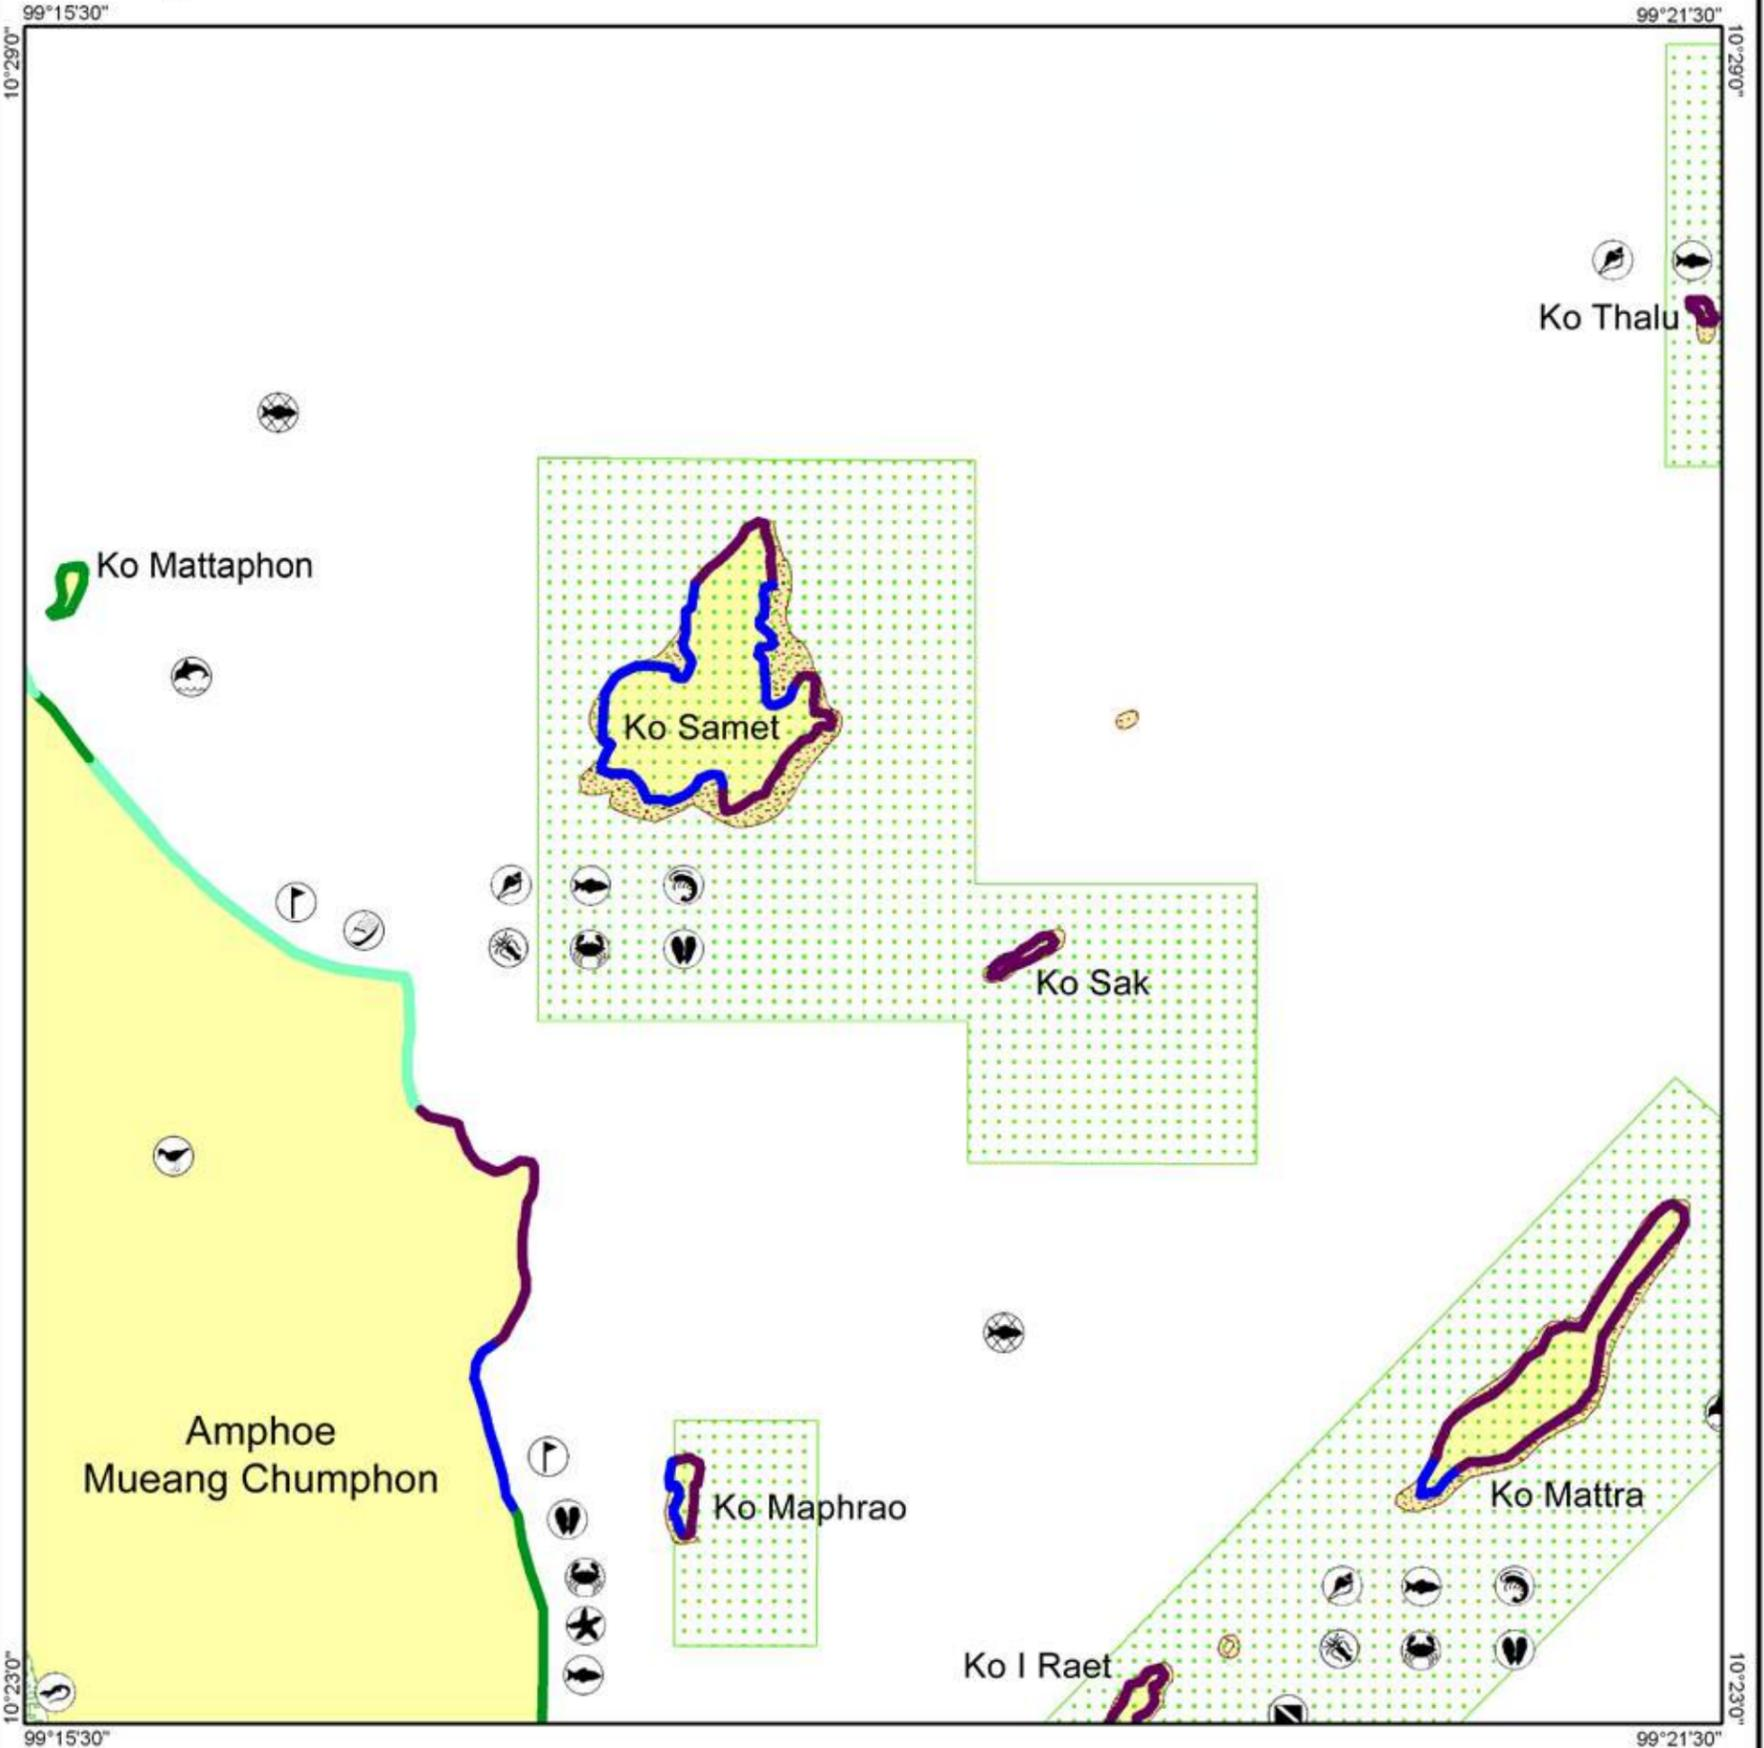 99°15'30"
99°21'30"
10°29'0"
10°29'0"
Ko Thalu
Ko Mattaphon
Ko Samet
Ko Sak
Amphoe
Mueang Chumphon
Ko Maphrao
Ko Mattra
Ko I Raet
10°23'0"
10°23'0"
99°15'30"
99°21'30"